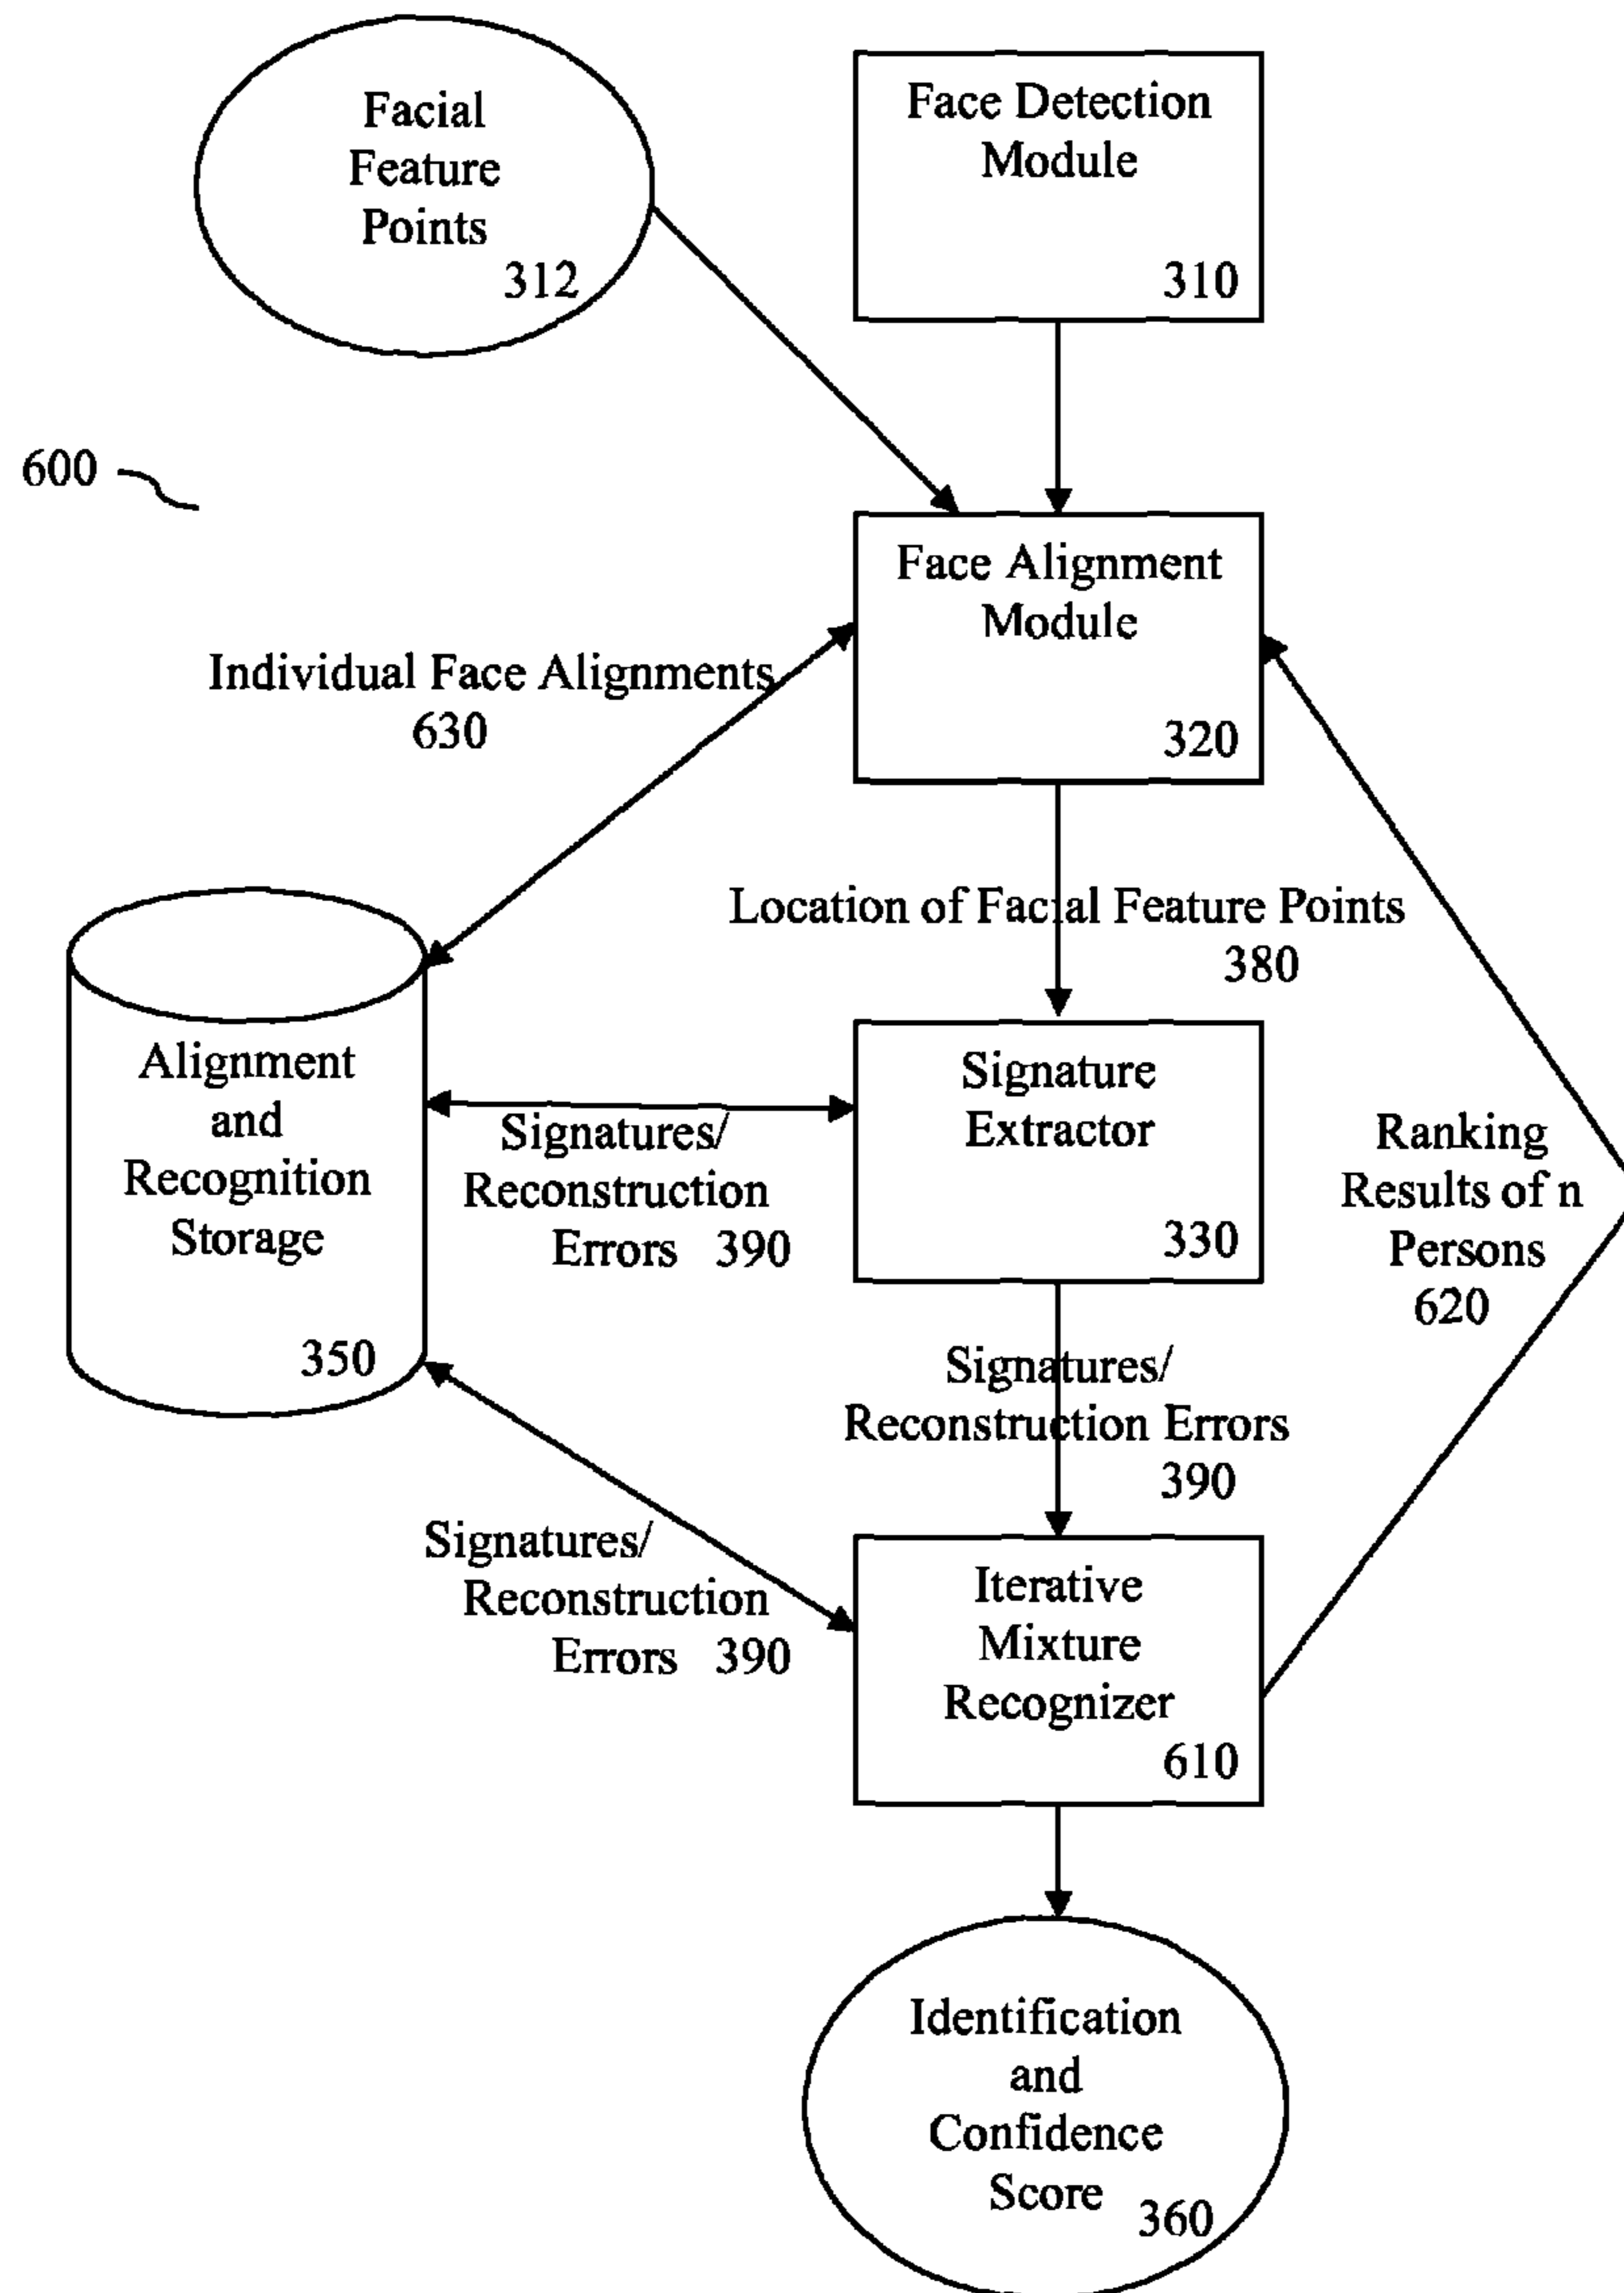 Facial
Feature
Points
312
Face Detection
Module
310
600
Face Alignment
Module
320
Individual Face Alignments
630
Location of Facial Feature Points
380
Alignment
and
Recognition
Storage
350
Signatures/
Reconstruction
Errors 390
Signature
Extractor
330
Ranking
Results of n
Persons
620
Signatures/
Reconstruction Errors
390
Signatures/
Reconstruction
Errors 390
Iterative
Mixture
Recognizer
610
Identification
and
Confidence
Score
360